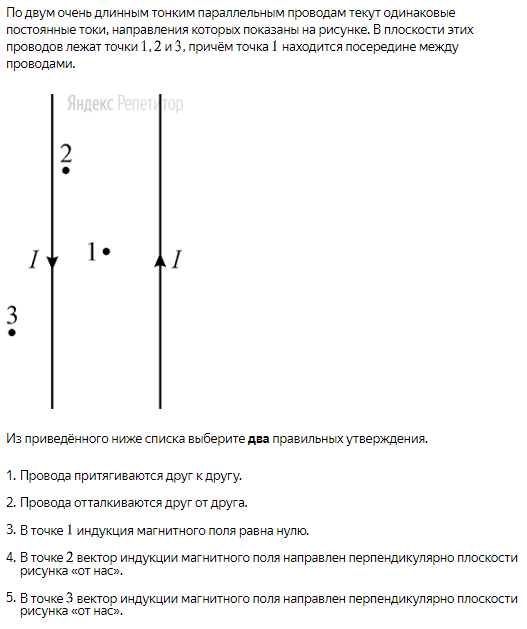 По двум очень длинным тонким параллельным проводам текут одинаковые
постоянные токи, направления которых показаны на рисунке. В плоскости этих
проводов лежат точки 1, 2 и 3, причём точка 1 находится посередине между
проводами.
Яндекс Репетитор
2
I 1 I
3
Из приведённого ниже списка выберите два правильных утверждения.
1. Провода притягиваются друг к другу.
2. Провода отталкиваются друг от друга.
3. В точке 1 индукция магнитного поля равна нулю.
4. В точке 2 вектор индукции магнитного поля направлен перпендикулярно плоскости
рисунка «от нас».
5. В точке 3 вектор индукции магнитного поля направлен перпендикулярно плоскости
рисунка «от нас».